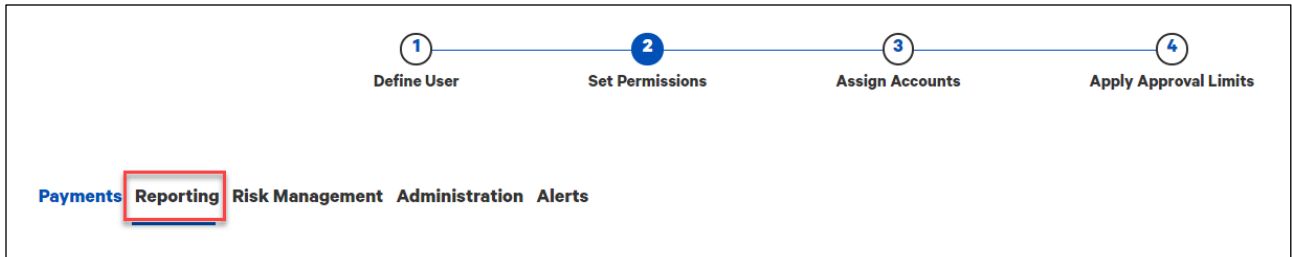 1 2 3 4
Define User Set Permissions Assign Accounts Apply Approval Limits
Payments Reporting Risk Management Administration Alerts